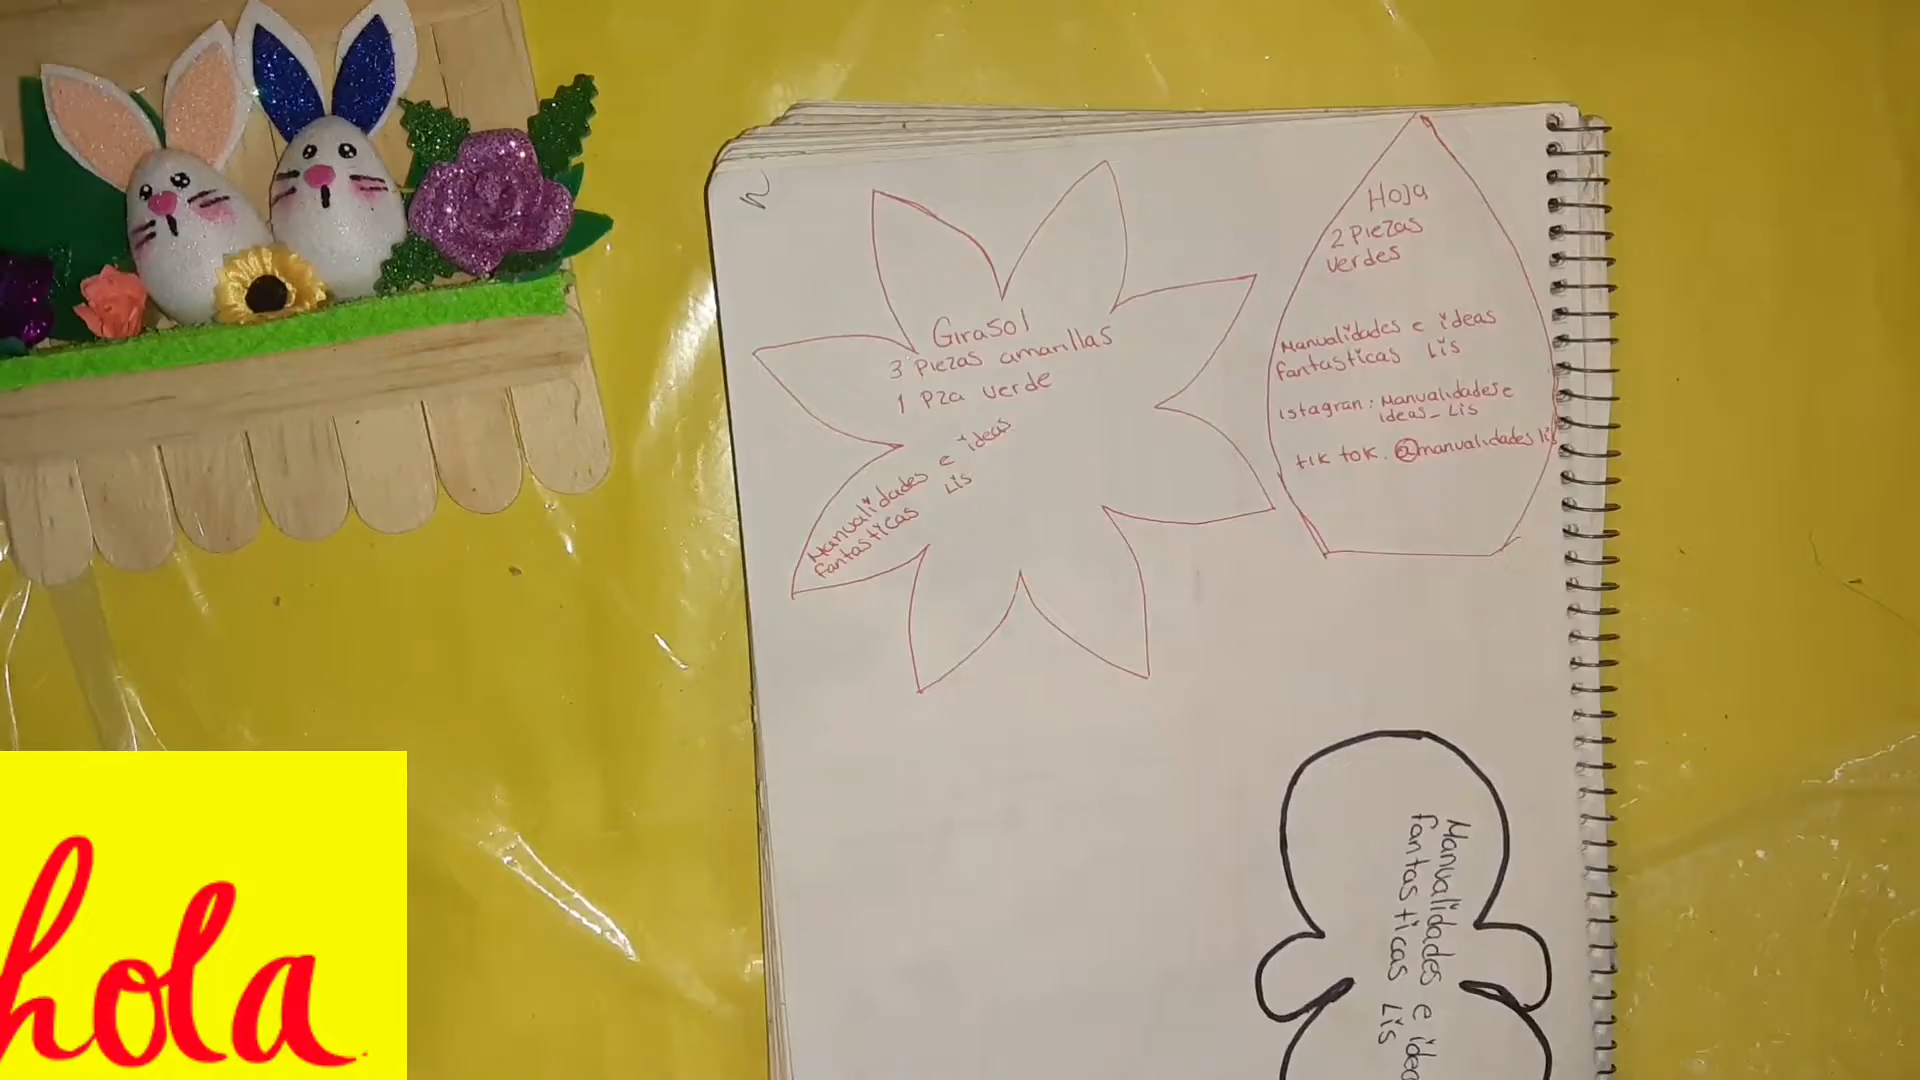 Girasol
3 Piezas amarillas
1 Pza verde
Manualidades e ideas
fantasticas Lis
Hoja
2 Piezas
verdes
Manualidades e ideas
fantasticas Lis
istagran: Manualidades e
ideas_Lis
tik tok. @manualidades lis
Manualidades e idea
fantasticas Lis
hola